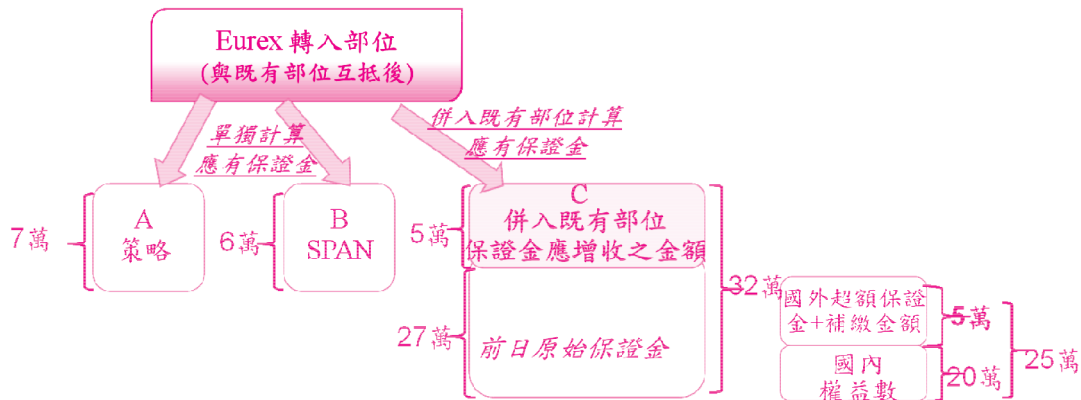 Eurex 轉入部位
(與既有部位互抵後)
單獨計算
應有保證金
併入既有部位計算
應有保證金
7萬
A
策略
6萬
B
SPAN
5萬
C
併入既有部位
保證金應增收之金額
32萬
27萬
前日原始保證金
國外超額保證
金+補繳金額
5萬
國內
權益數
20萬
25萬